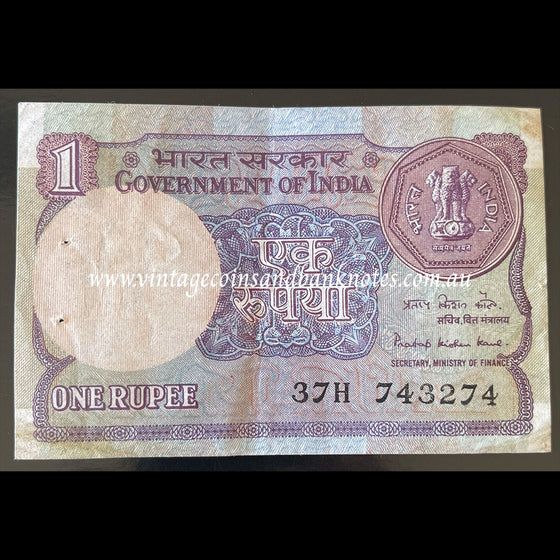 1
भारत सरकार
GOVERNMENT OF INDIA
भारत INDIA
सत्यमेव जयते
एक
रुपया
www.vintagecoinsandbanknotes.com.au
प्रताप किशन कौल
सचिव, वित्त मंत्रालय
Pratap Kishen Kaul
SECRETARY, MINISTRY OF FINANCE
ONE RUPEE
37H 743274